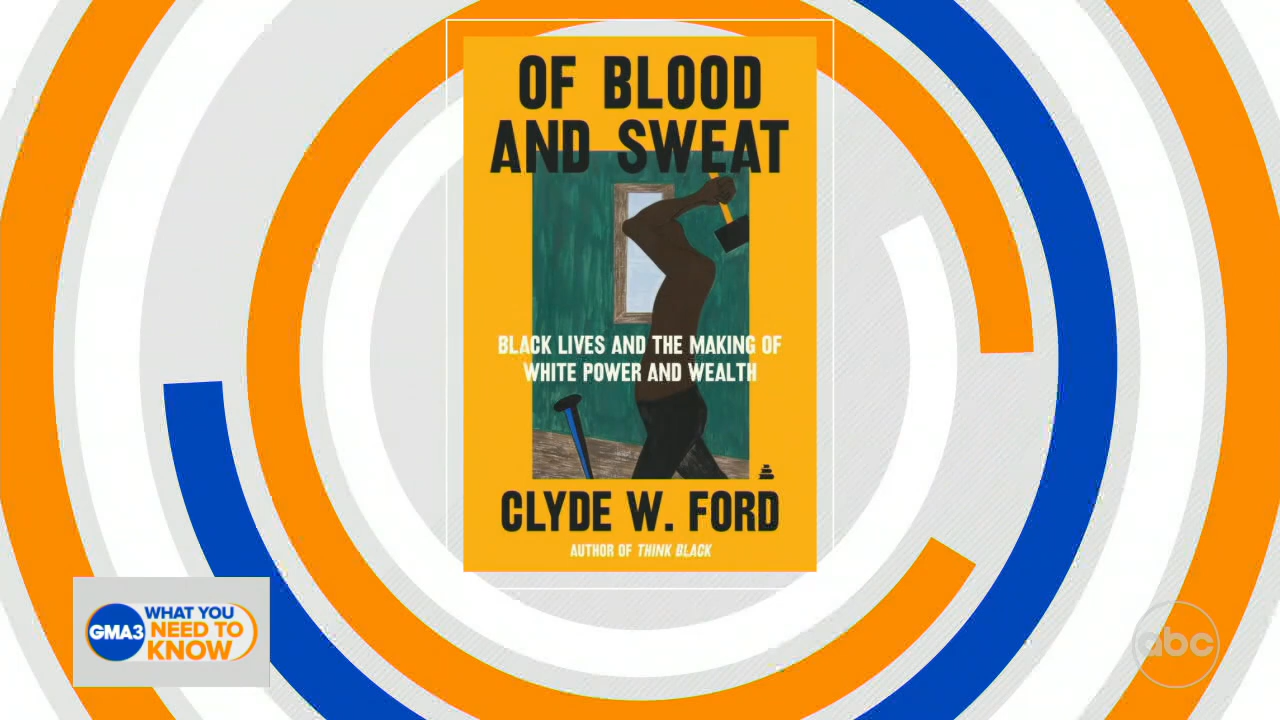 OF BLOOD
AND SWEAT
BLACK LIVES AND THE MAKING OF
WHITE POWER AND WEALTH
CLYDE W. FORD
AUTHOR OF THINK BLACK
GMA3
WHAT YOU
NEED TO
KNOW
abc